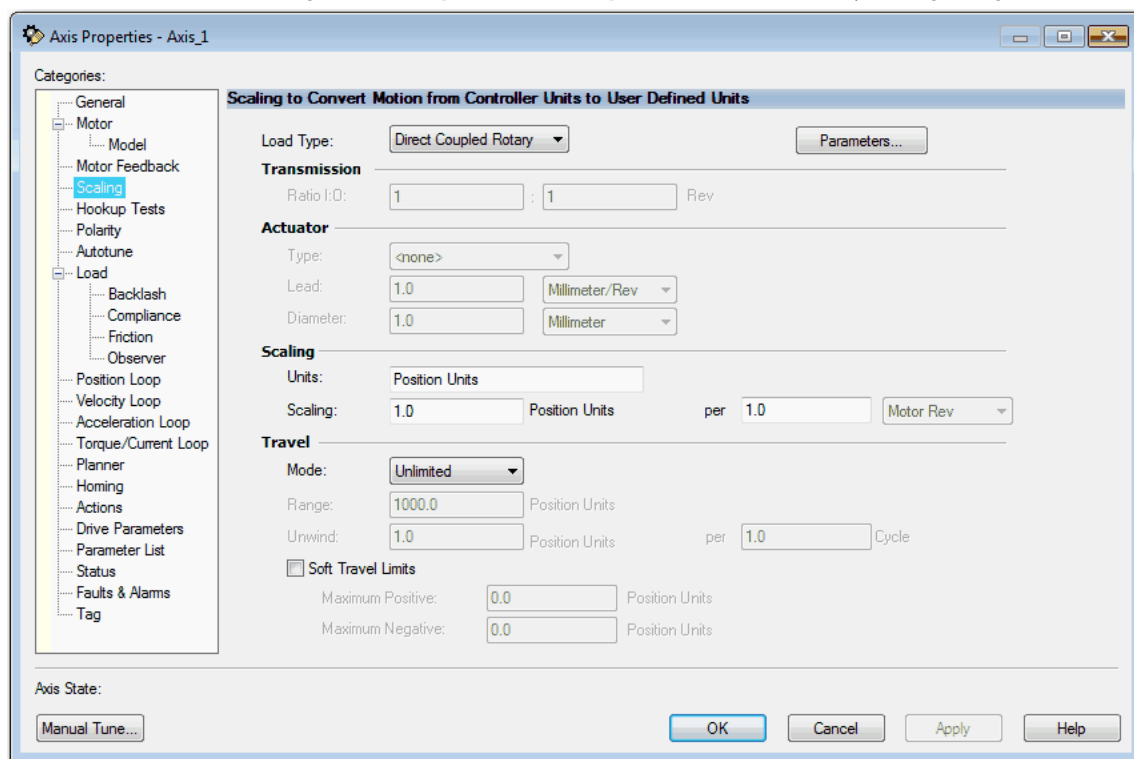 Axis Properties - Axis_1
Categories:
General
Motor
Model
Motor Feedback
Scaling
Hookup Tests
Polarity
Autotune
Load
Backlash
Compliance
Friction
Observer
Position Loop
Velocity Loop
Acceleration Loop
Torque/Current Loop
Planner
Homing
Actions
Drive Parameters
Parameter List
Status
Faults & Alarms
Tag
Scaling to Convert Motion from Controller Units to User Defined Units
Load Type: Direct Coupled Rotary Parameters...
Transmission
Ratio I:O: 1 : 1 Rev
Actuator
Type: <none>
Lead: 1.0 Millimeter/Rev
Diameter: 1.0 Millimeter
Scaling
Units: Position Units
Scaling: 1.0 Position Units per 1.0 Motor Rev
Travel
Mode: Unlimited
Range: 1000.0 Position Units
Unwind: 1.0 Position Units per 1.0 Cycle
Soft Travel Limits
Maximum Positive: 0.0 Position Units
Maximum Negative: 0.0 Position Units
Axis State:
Manual Tune... OK Cancel Apply Help